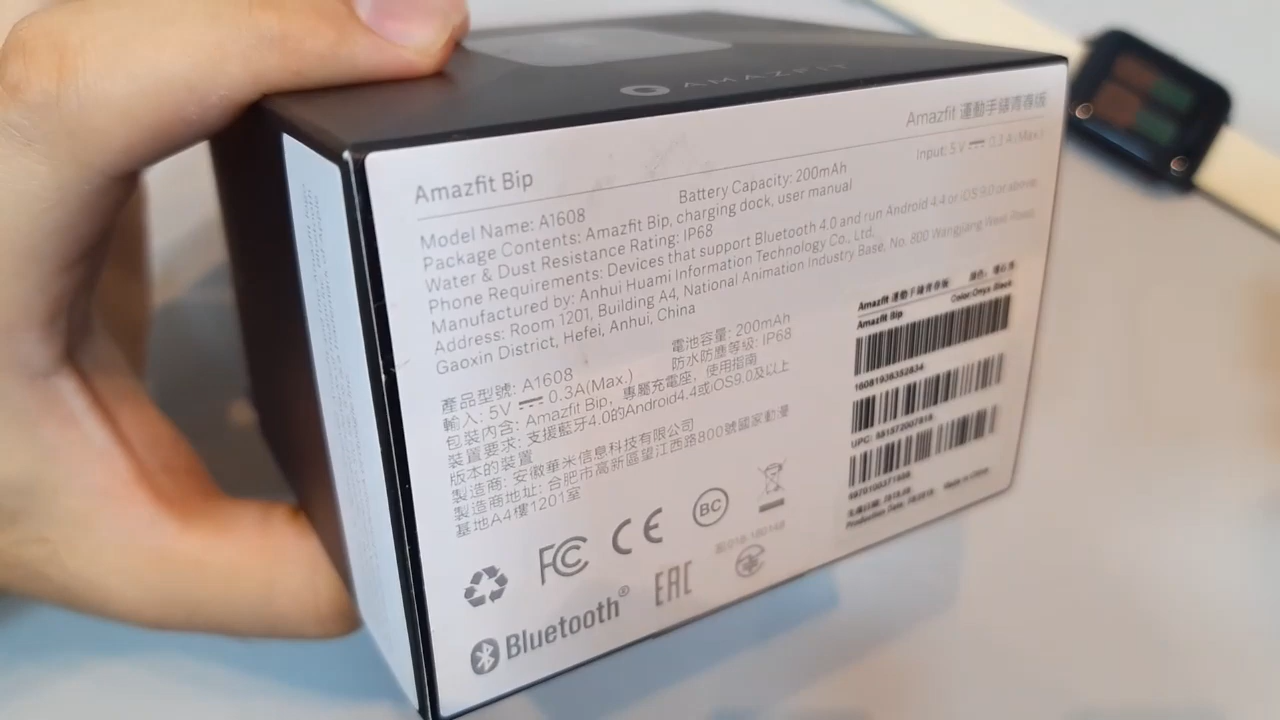 AMAZFIT
Amazfit Bip
Amazfit 運動手錶青春版
Model Name: A1608
Battery Capacity: 200mAh
Input: 5 V ⎓ 0.3 A(Max.)
Package Contents: Amazfit Bip, charging dock, user manual
Water & Dust Resistance Rating: IP68
Phone Requirements: Devices that support Bluetooth 4.0 and run Android 4.4 or iOS 9.0 or above
Manufactured by: Anhui Huami Information Technology Co., Ltd.
Address: Room 1201, Building A4, National Animation Industry Base, No. 800 Wangjiang West Road,
Gaoxin District, Hefei, Anhui, China
產品型號: A1608
電池容量: 200mAh
輸入: 5V ⎓ 0.3A(Max.)
防水防塵等級: IP68
包裝內含: Amazfit Bip, 專屬充電座, 使用指南
裝置要求: 支援藍牙4.0的Android4.4或iOS9.0及以上
版本的裝置
製造商: 安徽華米信息科技有限公司
製造商地址: 合肥市高新區望江西路800號國家動漫
基地A4樓1201室
Amazfit 運動手錶青春版
Amazfit Bip
Color:Onyx Black
16081938352834
UPC:
Production Date:
Made in China
FC
CE
BC
Bluetooth®
EAC